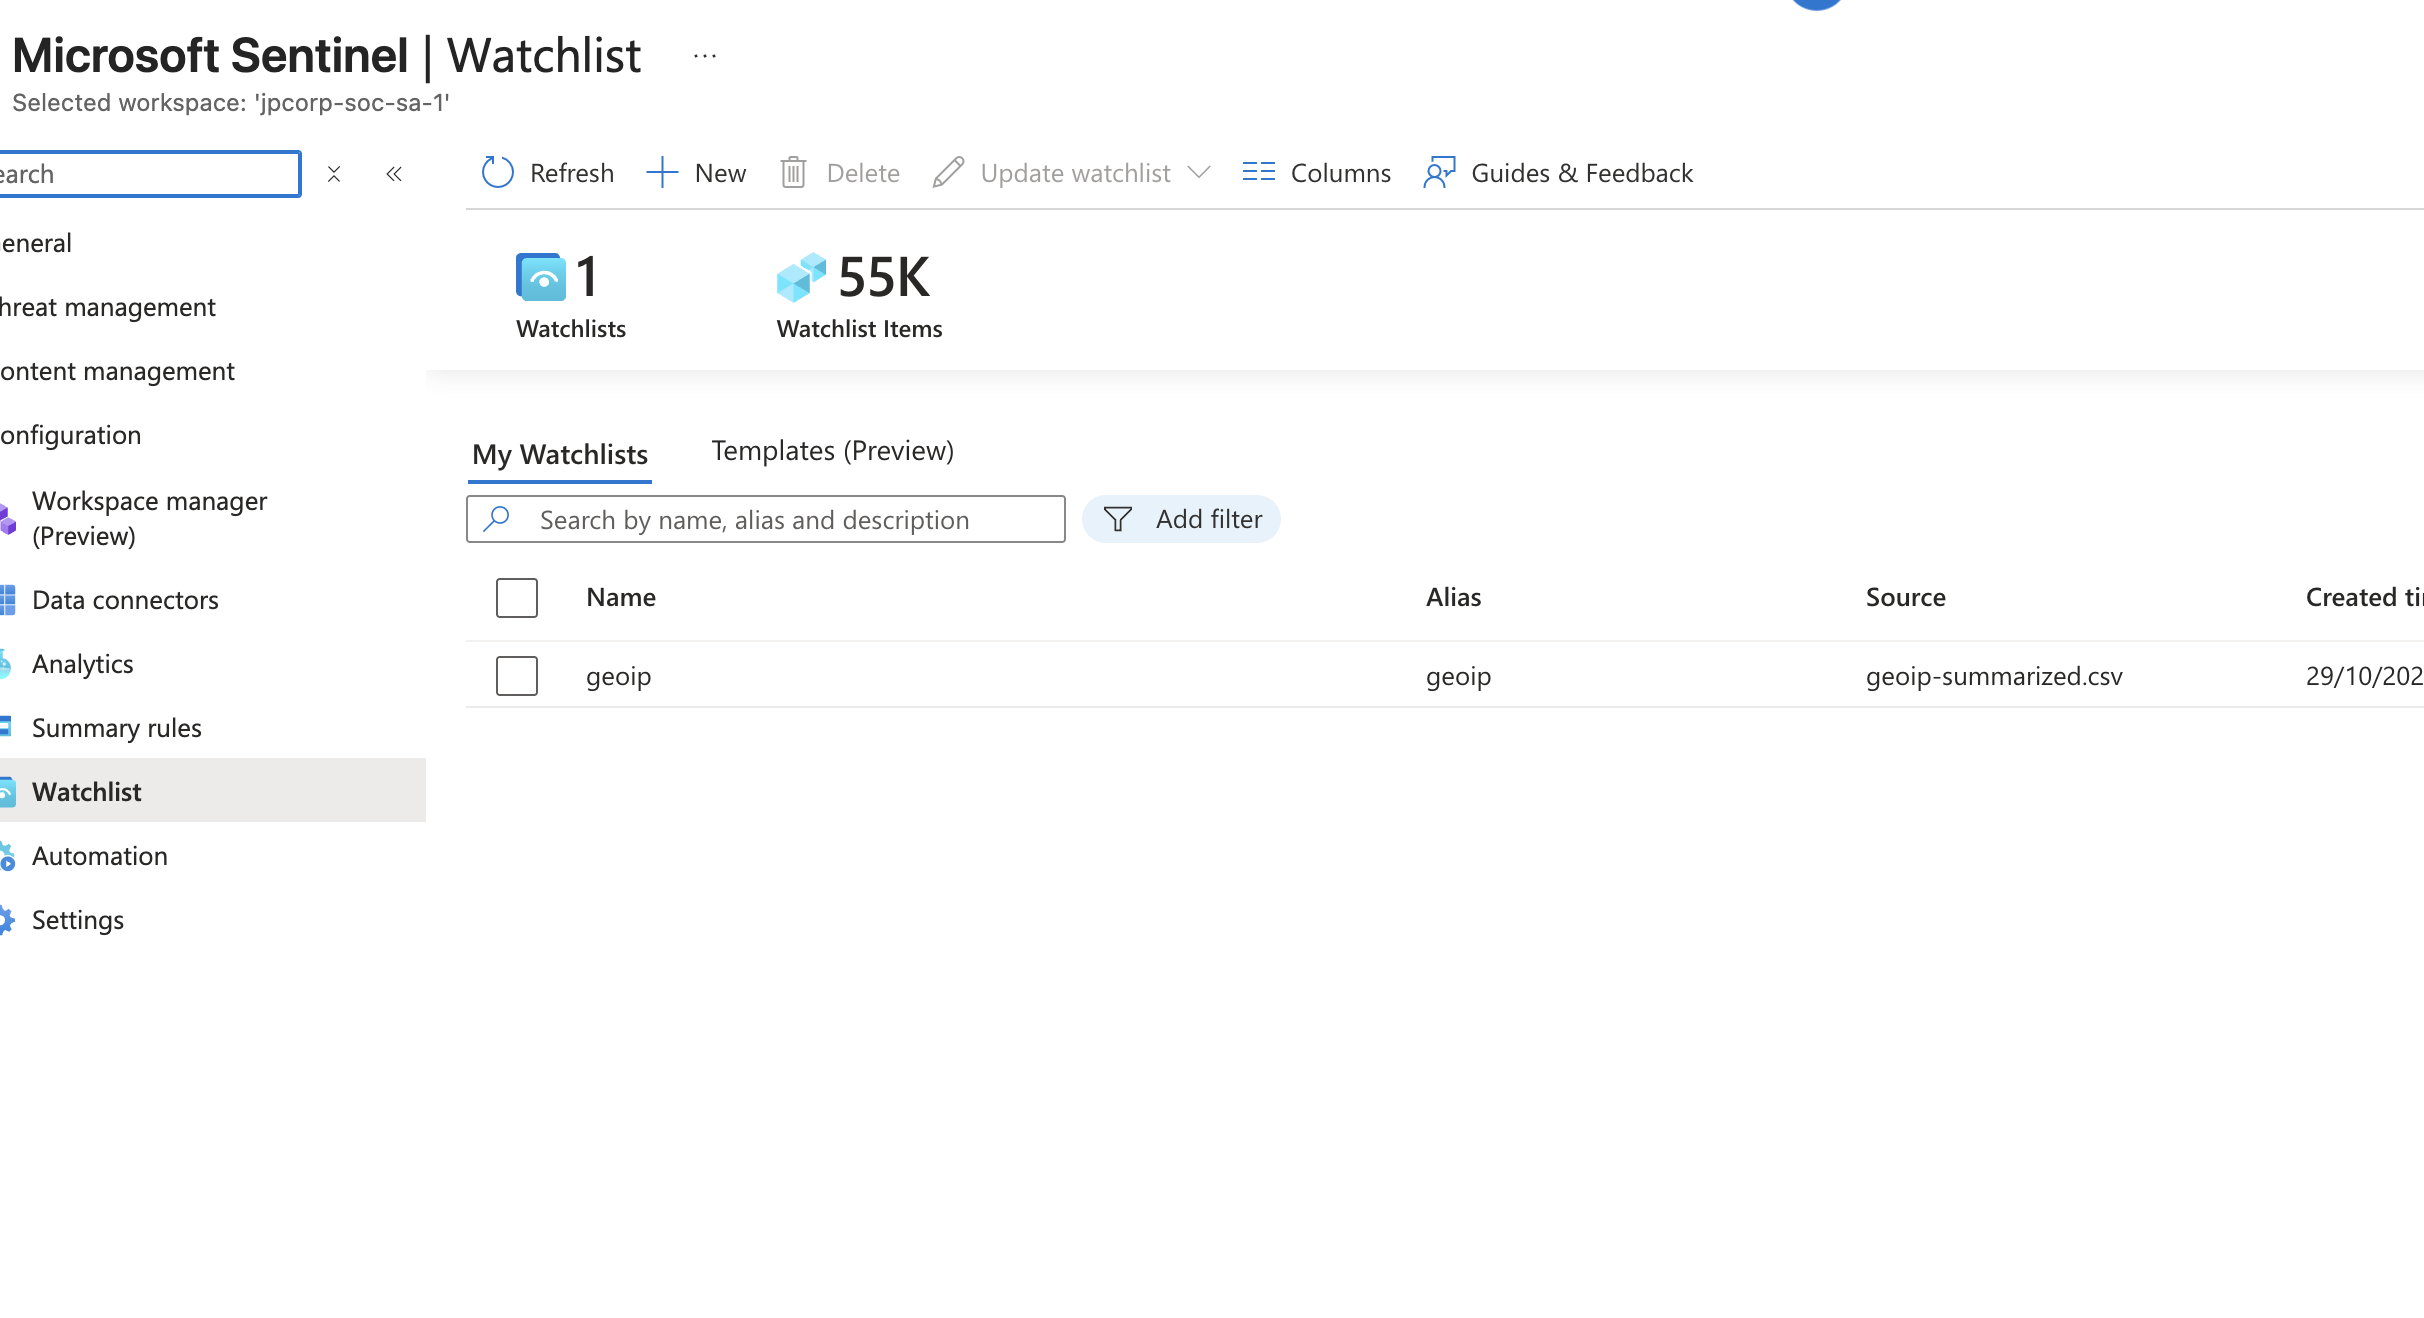 Microsoft Sentinel | Watchlist ...
Selected workspace: 'jpcorp-soc-sa-1'
earch
Refresh New Delete Update watchlist Columns Guides & Feedback
eneral
hreat management
ontent management
onfiguration
Workspace manager
(Preview)
Data connectors
Analytics
Summary rules
Watchlist
Automation
Settings
1
Watchlists
55K
Watchlist Items
My Watchlists Templates (Preview)
Search by name, alias and description Add filter
Name Alias Source Created ti
geoip geoip geoip-summarized.csv 29/10/202